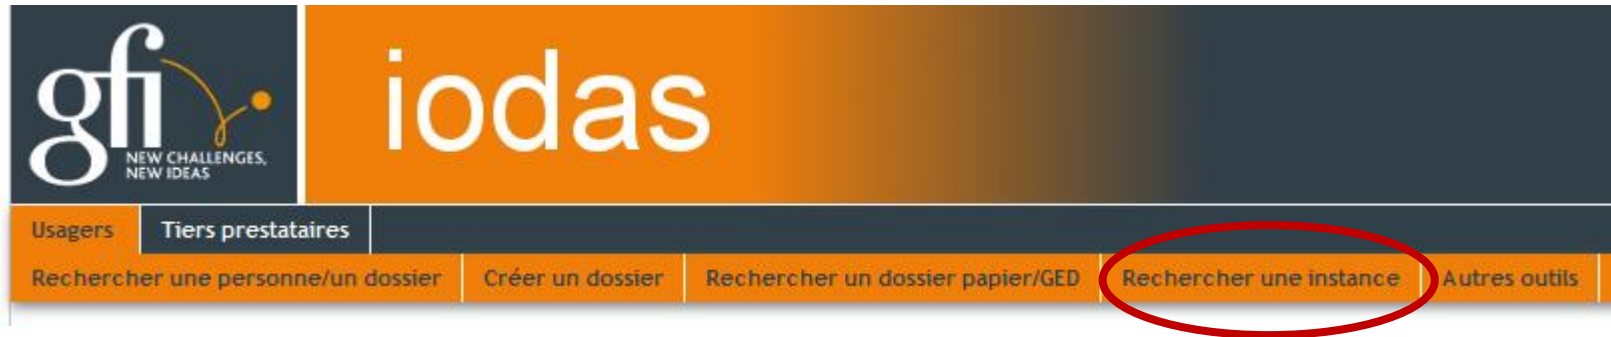 gfi
NEW CHALLENGES,
NEW IDEAS
iodas
Usagers Tiers prestataires
Rechercher une personne/un dossier Créer un dossier Rechercher un dossier papier/GED Rechercher une instance Autres outils